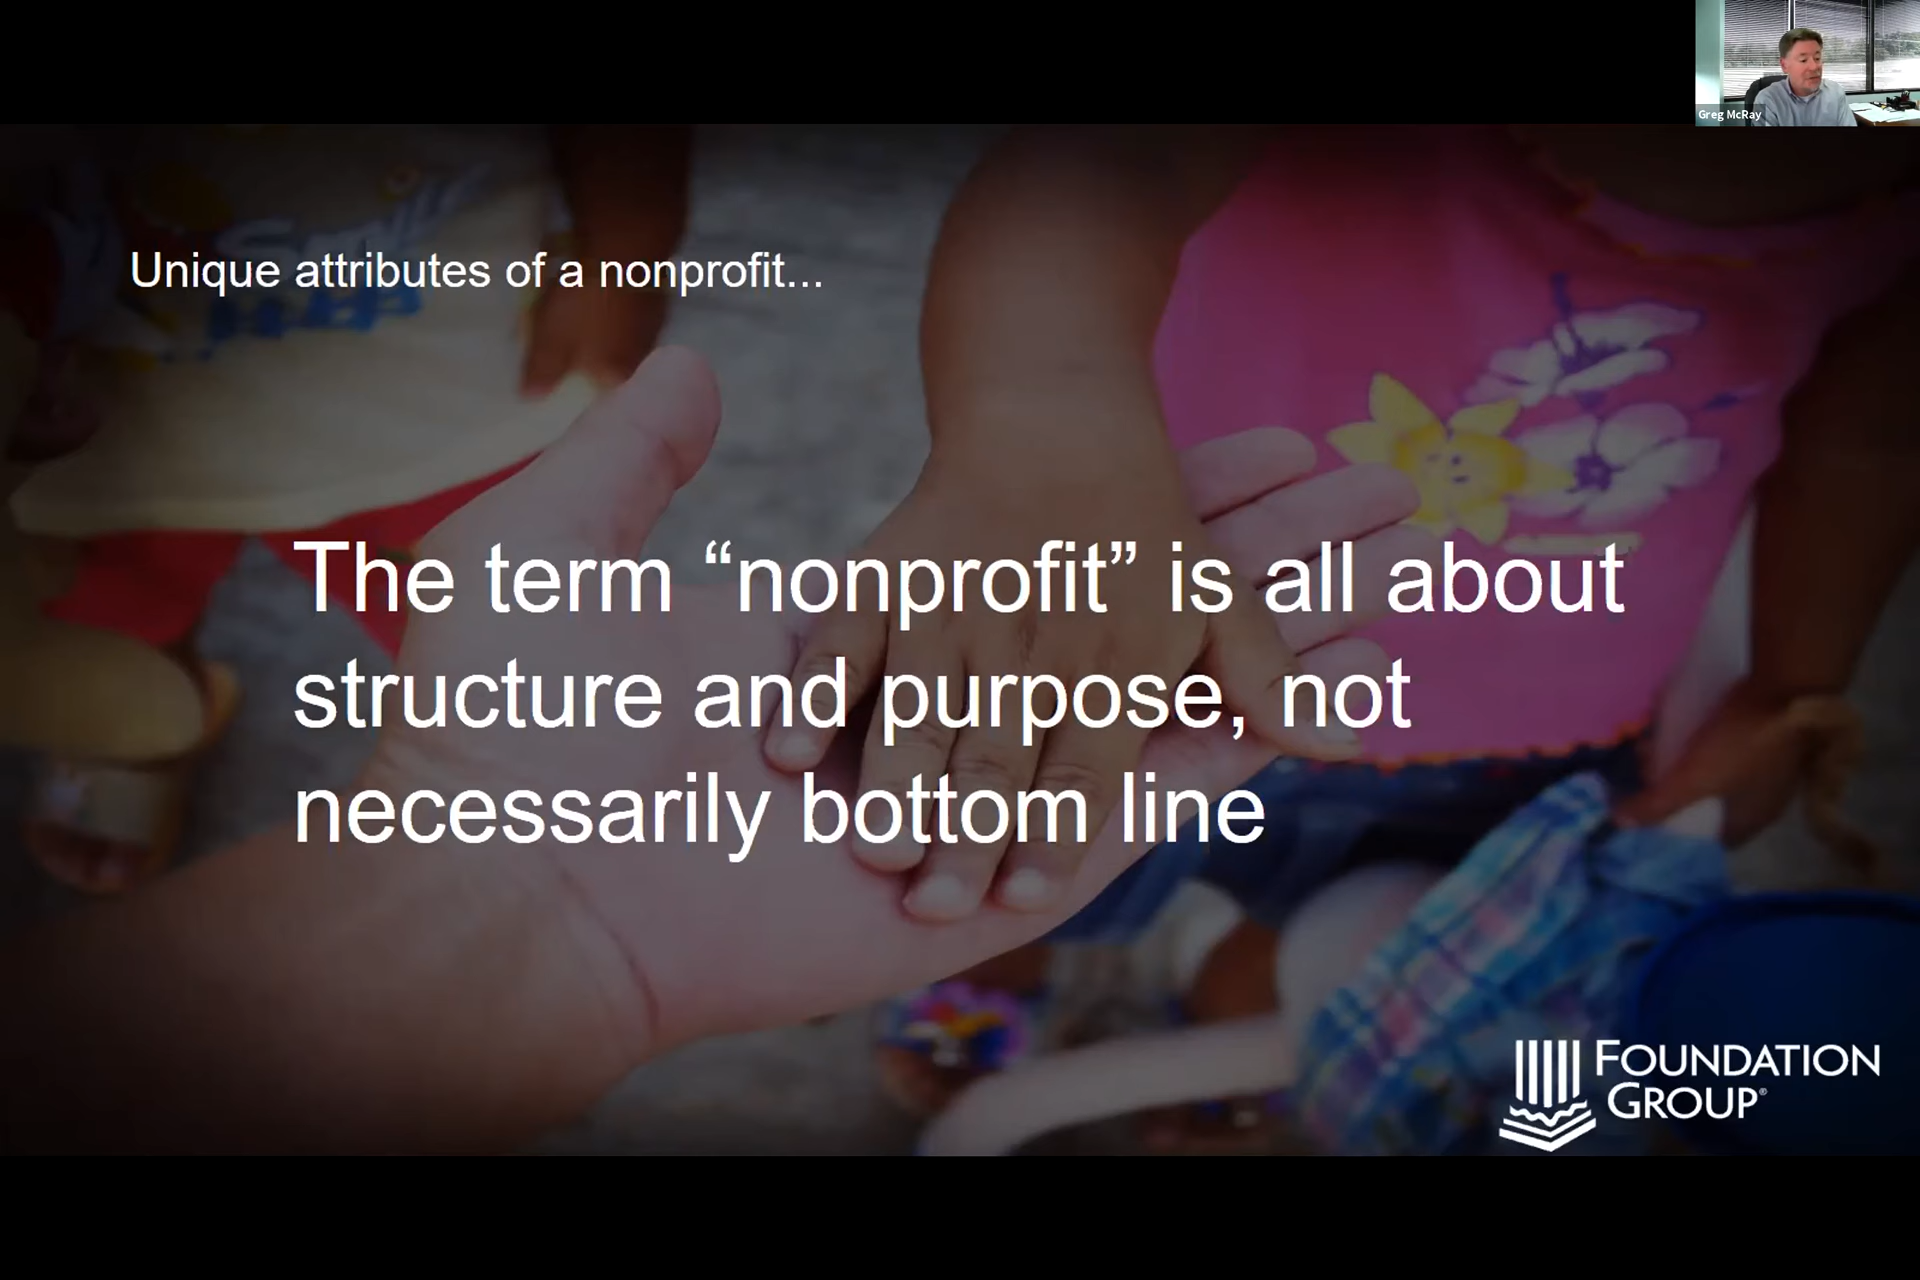 Greg McRay
Unique attributes of a nonprofit...
The term “nonprofit” is all about
structure and purpose, not
necessarily bottom line
FOUNDATION
GROUP®